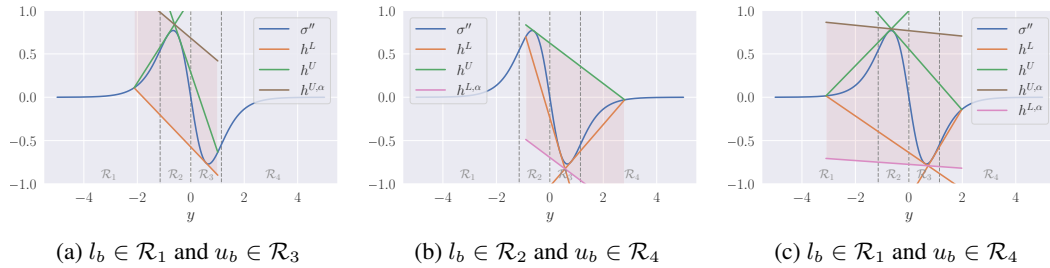 1.0
0.5
0.0
−0.5
−1.0
−4 −2 0 2 4
y
σ′′
h^L
h^U
h^{U,α}
ℛ₁ ℛ₂ ℛ₃ ℛ₄
(a) l_b ∈ ℛ₁ and u_b ∈ ℛ₃
1.0
0.5
0.0
−0.5
−1.0
−4 −2 0 2 4
y
σ′′
h^L
h^U
h^{L,α}
ℛ₁ ℛ₂ ℛ₃ ℛ₄
(b) l_b ∈ ℛ₂ and u_b ∈ ℛ₄
1.0
0.5
0.0
−0.5
−1.0
−4 −2 0 2 4
y
σ′′
h^L
h^U
h^{U,α}
h^{L,α}
ℛ₁ ℛ₂ ℛ₃ ℛ₄
(c) l_b ∈ ℛ₁ and u_b ∈ ℛ₄